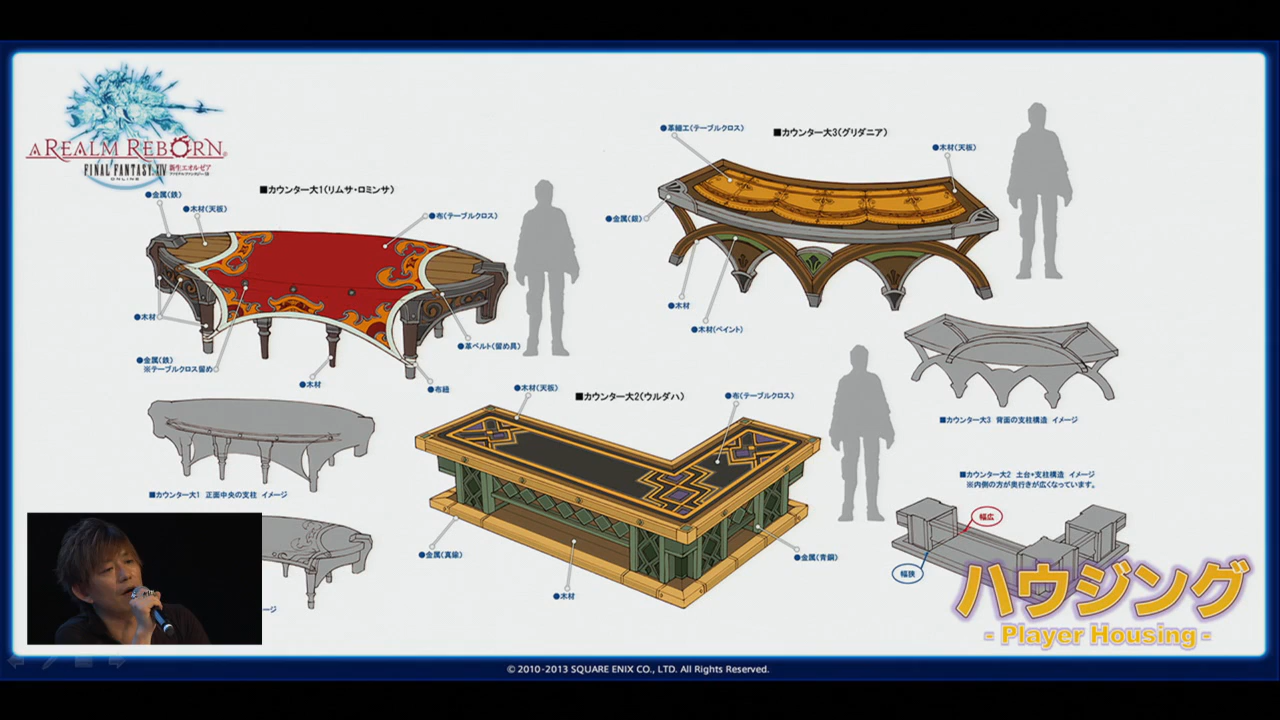 A REALM REBORN
FINAL FANTASY XIV 新生エオルゼア
ONLINE
■カウンター大1(リムサ・ロミンサ)
●金属(鉄)
●木材(天板)
●布(テーブルクロス)
●木材
●金属(鉄)
※テーブルクロス留め
●木材
●布紐
●革ベルト(留め具)
■カウンター大1 正面中央の支柱 イメージ
ージ
■カウンター大3(グリダニア)
●革細工(テーブルクロス)
●木材(天板)
●金属(銀)
●木材
●木材(ペイント)
■カウンター大3 背面の支柱構造 イメージ
■カウンター大2(ウルダハ)
●木材(天板)
●布(テーブルクロス)
●金属(真鍮)
●木材
●金属(青銅)
■カウンター大2 土台+支柱構造 イメージ
※内側の方が奥行きが広くなっています。
幅広
幅狭
ハウジング
- Player Housing -
© 2010-2013 SQUARE ENIX CO., LTD. All Rights Reserved.